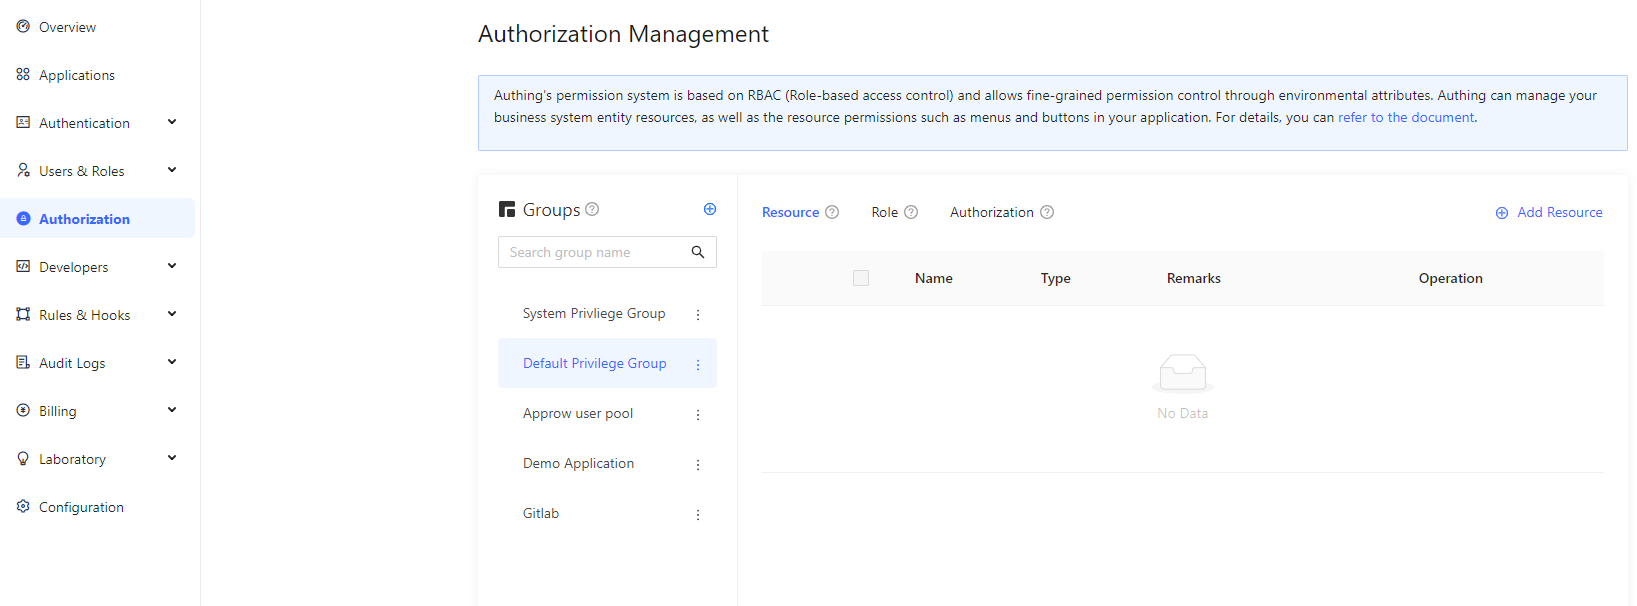 Overview
Applications
Authentication
Users & Roles
Authorization
Developers
Rules & Hooks
Audit Logs
Billing
Laboratory
Configuration
Authorization Management
Authing's permission system is based on RBAC (Role-based access control) and allows fine-grained permission control through environmental attributes. Authing can manage your
business system entity resources, as well as the resource permissions such as menus and buttons in your application. For details, you can refer to the document.
Groups
Search group name
System Privliege Group
Default Privilege Group
Approw user pool
Demo Application
Gitlab
Resource Role Authorization Add Resource
Name Type Remarks Operation
No Data